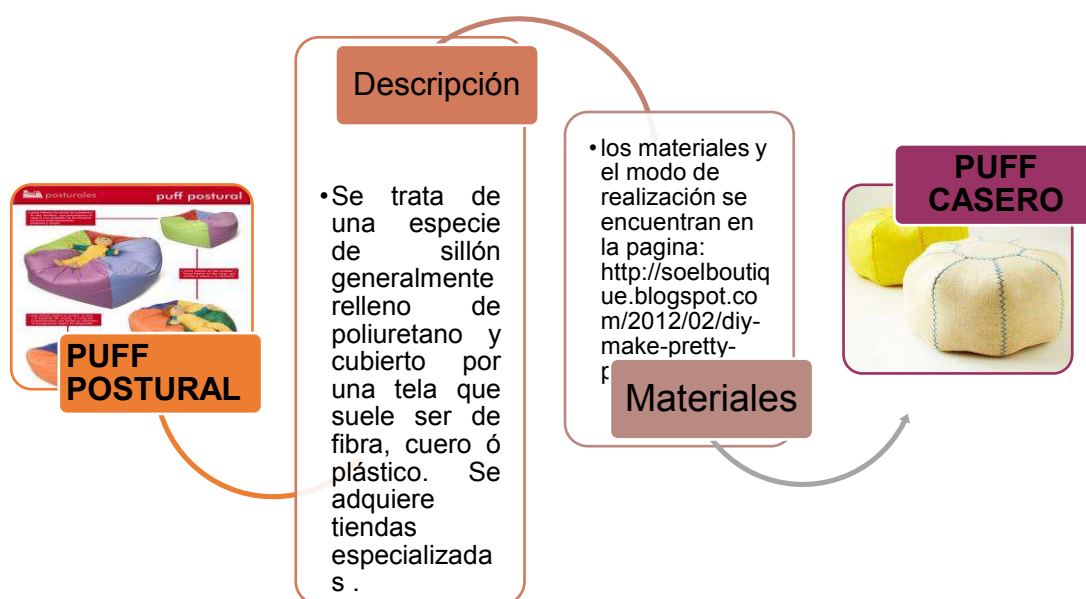 posturales
puff postural
PUFF
POSTURAL
Descripción
•Se trata de
una especie
de sillón
generalmente
relleno de
poliuretano y
cubierto por
una tela que
suele ser de
fibra, cuero ó
plástico. Se
adquiere
tiendas
especializada
s .
•los materiales y
el modo de
realización se
encuentran en
la pagina:
http://soelboutiq
ue.blogspot.co
m/2012/02/diy-
make-pretty-
Materiales
PUFF
CASERO